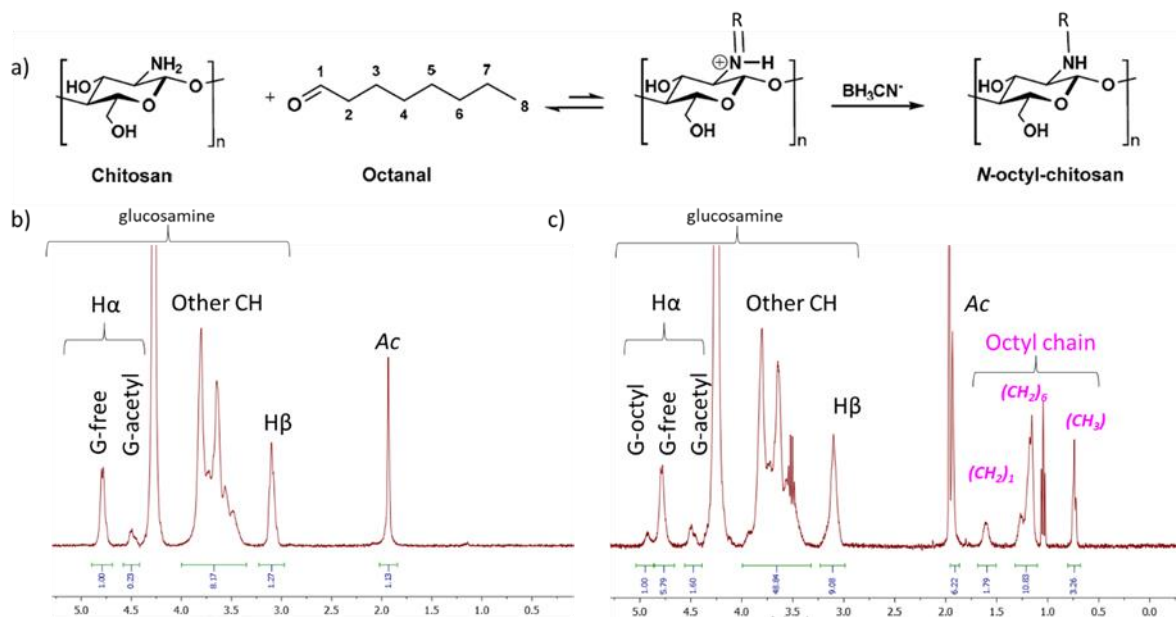 a)
NH₂
HO
O
O
OH
n
Chitosan
+
1
3
5
7
O
2
4
6
8
Octanal
R
⊕
N-H
HO
O
O
OH
n
BH₃CN⁻
R
NH
HO
O
O
OH
n
N-octyl-chitosan
b)
glucosamine
Hα
Other CH
Ac
G-free
G-acetyl
Hβ
1.00
0.23
8.17
1.27
1.13
5.0 4.5 4.0 3.5 3.0 2.5 2.0 1.5 1.0 0.5
c)
glucosamine
Hα
Other CH
Ac
Octyl chain
G-octyl
G-free
G-acetyl
Hβ
(CH₂)₆
(CH₃)
(CH₂)₁
1.00
5.79
1.60
48.84
9.08
6.22
1.79
10.83
3.26
5.0 4.5 4.0 3.5 3.0 2.5 2.0 1.5 1.0 0.5 0.0